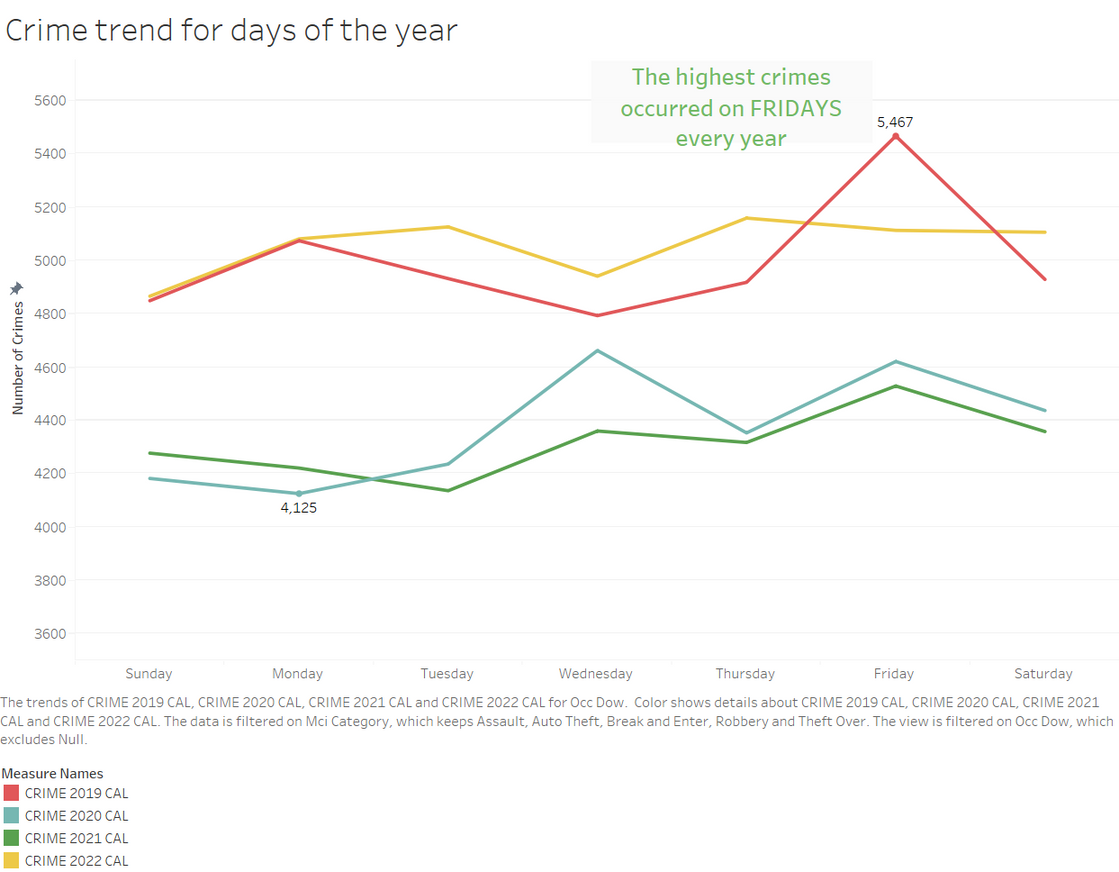 Crime trend for days of the year
The highest crimes
occurred on FRIDAYS
every year
5,467
5600
5400
5200
5000
4800
4600
4400
4200
4000
3800
3600
Number of Crimes
4,125
Sunday Monday Tuesday Wednesday Thursday Friday Saturday
The trends of CRIME 2019 CAL, CRIME 2020 CAL, CRIME 2021 CAL and CRIME 2022 CAL for Occ Dow.  Color shows details about CRIME 2019 CAL, CRIME 2020 CAL, CRIME 2021
CAL and CRIME 2022 CAL. The data is filtered on Mci Category, which keeps Assault, Auto Theft, Break and Enter, Robbery and Theft Over. The view is filtered on Occ Dow, which
excludes Null.
Measure Names
CRIME 2019 CAL
CRIME 2020 CAL
CRIME 2021 CAL
CRIME 2022 CAL